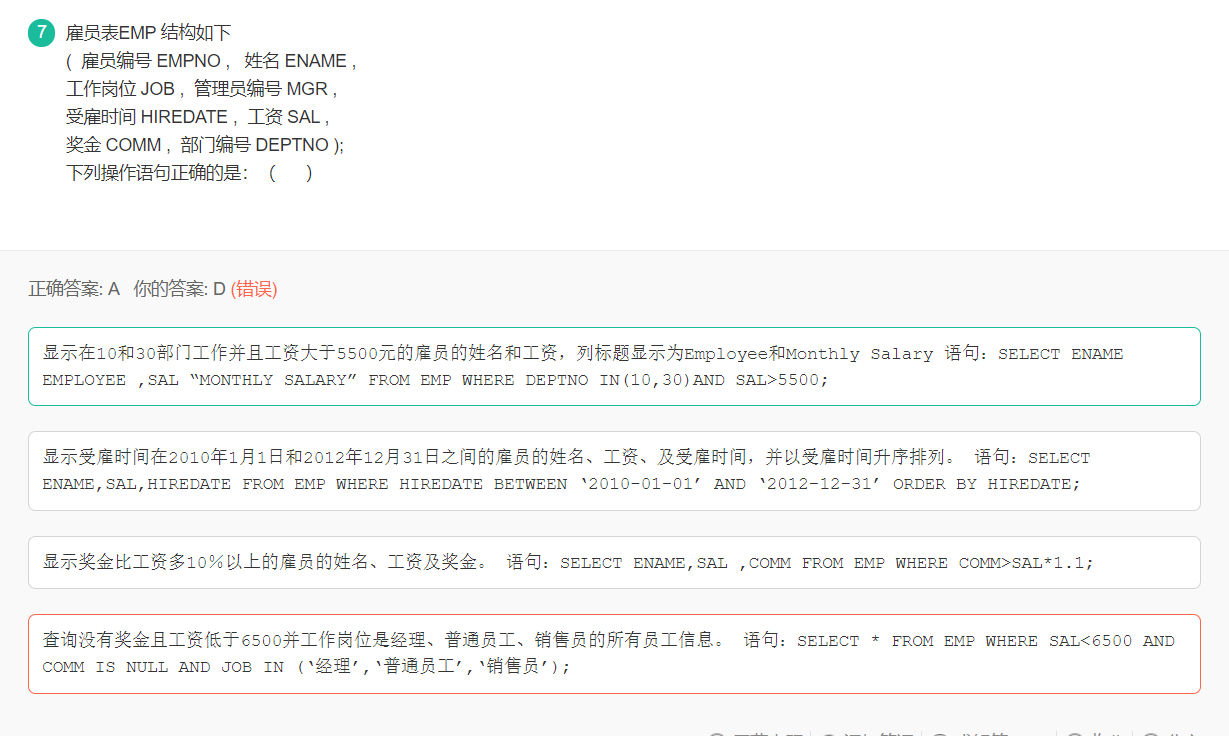 7 雇员表EMP 结构如下
( 雇员编号 EMPNO , 姓名 ENAME ,
工作岗位 JOB , 管理员编号 MGR ,
受雇时间 HIREDATE , 工资 SAL ,
奖金 COMM , 部门编号 DEPTNO );
下列操作语句正确的是: ( )
正确答案: A 你的答案: D (错误)
显示在10和30部门工作并且工资大于5500元的雇员的姓名和工资，列标题显示为Employee和Monthly Salary 语句：SELECT ENAME
EMPLOYEE ,SAL “MONTHLY SALARY” FROM EMP WHERE DEPTNO IN(10,30)AND SAL>5500;
显示受雇时间在2010年1月1日和2012年12月31日之间的雇员的姓名、工资、及受雇时间，并以受雇时间升序排列。 语句：SELECT
ENAME,SAL,HIREDATE FROM EMP WHERE HIREDATE BETWEEN ‘2010-01-01’ AND ‘2012-12-31’ ORDER BY HIREDATE;
显示奖金比工资多10％以上的雇员的姓名、工资及奖金。 语句：SELECT ENAME,SAL ,COMM FROM EMP WHERE COMM>SAL*1.1;
查询没有奖金且工资低于6500并工作岗位是经理、普通员工、销售员的所有员工信息。 语句：SELECT * FROM EMP WHERE SAL<6500 AND
COMM IS NULL AND JOB IN (‘经理’,‘普通员工’,‘销售员’);